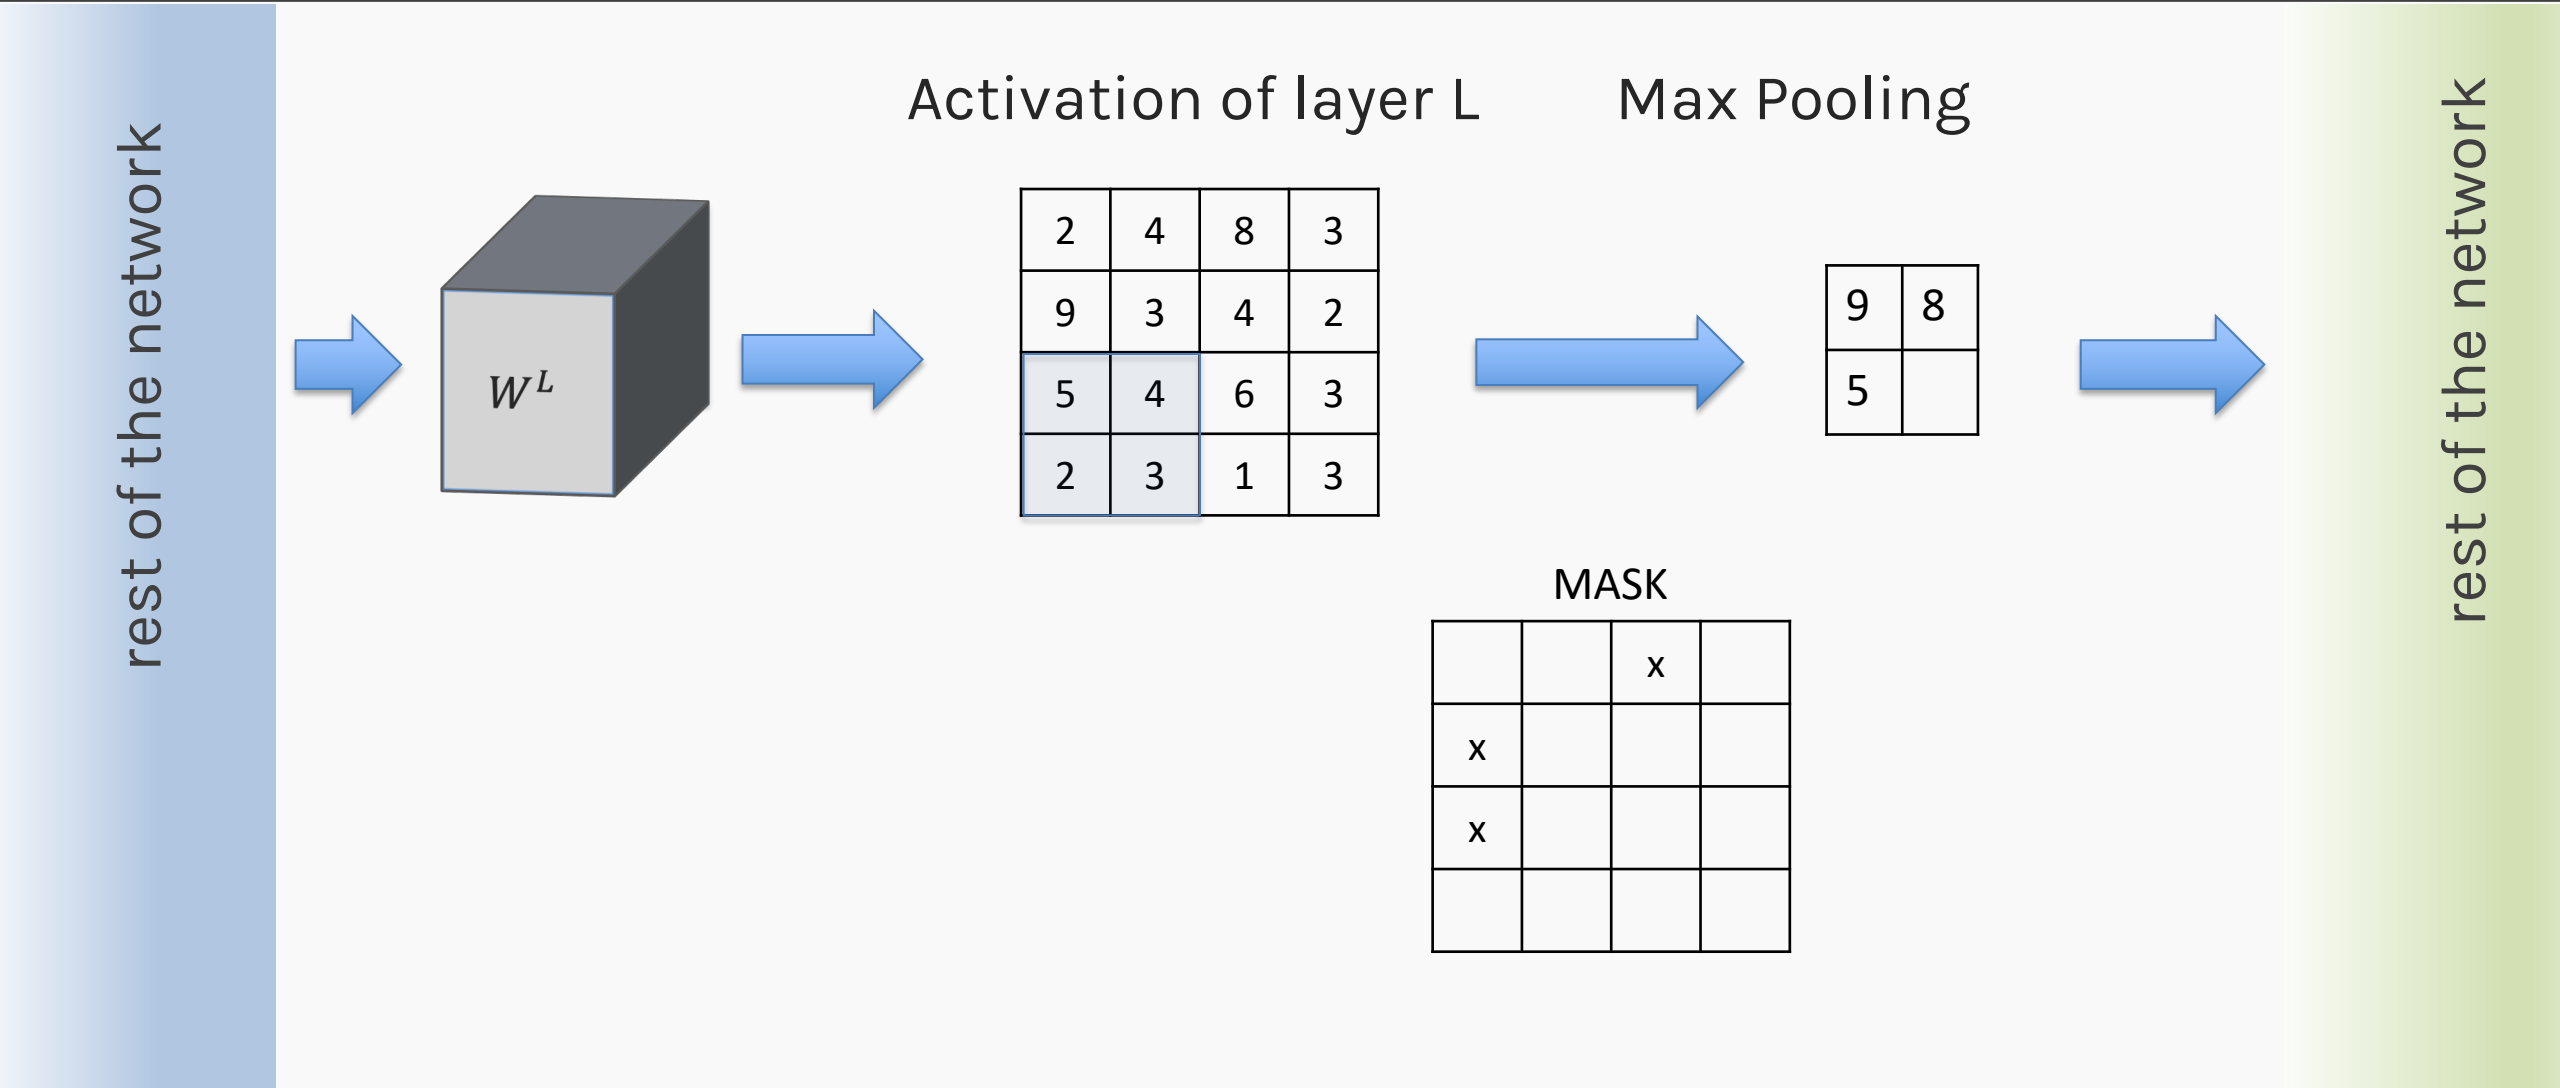 rest of the network
Activation of layer L
Max Pooling
W^L
2 4 8 3
9 3 4 2
5 4 6 3
2 3 1 3
9 8
5
MASK
x
x
x
rest of the network